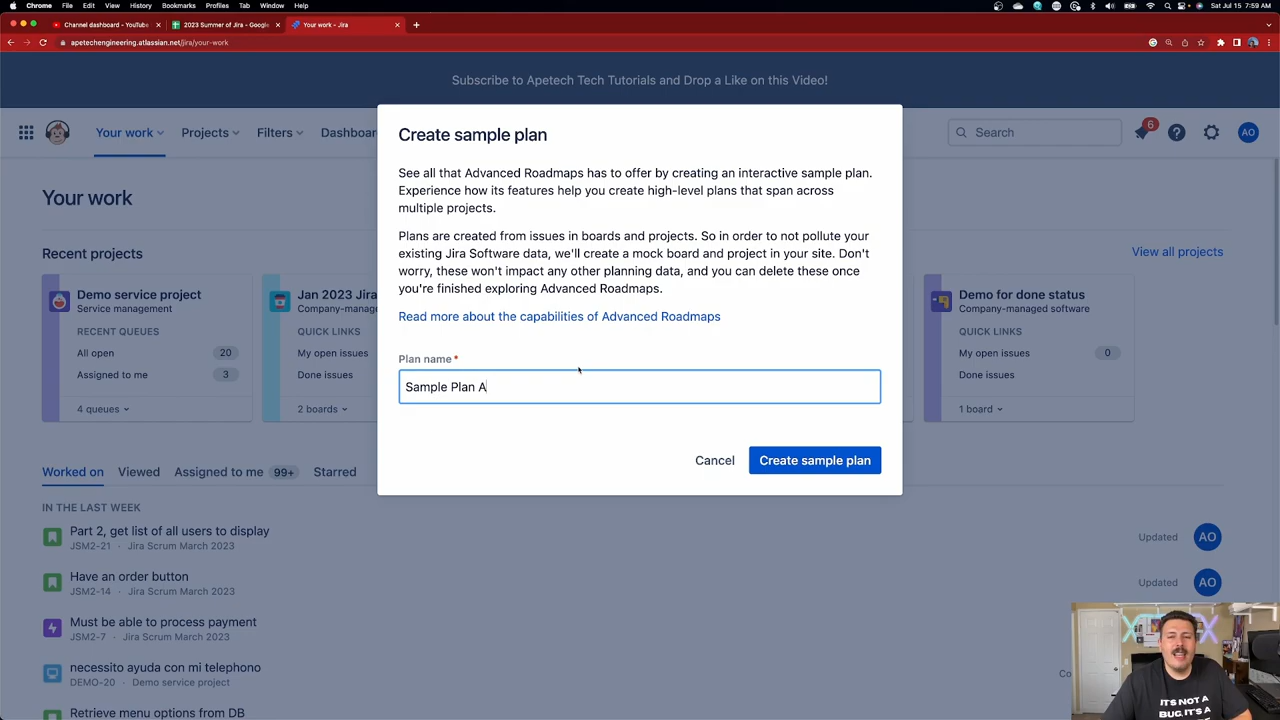 Chrome File Edit View History Bookmarks Profiles Tab Window Help
Sat Jul 15 7:59 AM
Channel dashboard - YouTube
2023 Summer of Jira - Google
Your work - Jira
apetechengineering.atlassian.net/jira/your-work
Subscribe to Apetech Tech Tutorials and Drop a Like on this Video!
Your work
Projects
Filters
Dashboar
Search
6
AO
Create sample plan
See all that Advanced Roadmaps has to offer by creating an interactive sample plan.
Experience how its features help you create high-level plans that span across
multiple projects.
Plans are created from issues in boards and projects. So in order to not pollute your
existing Jira Software data, we'll create a mock board and project in your site. Don't
worry, these won't impact any other planning data, and you can delete these once
you're finished exploring Advanced Roadmaps.
Read more about the capabilities of Advanced Roadmaps
Plan name *
Sample Plan A
Cancel
Create sample plan
Your work
Recent projects
View all projects
Demo service project
Service management
RECENT QUEUES
All open 20
Assigned to me 3
4 queues
Jan 2023 Jira
Company-manage
QUICK LINKS
My open issues
Done issues
2 boards
Demo for done status
Company-managed software
QUICK LINKS
My open issues 0
Done issues
1 board
Worked on
Viewed
Assigned to me 99+
Starred
IN THE LAST WEEK
Part 2, get list of all users to display
JSM2-21 · Jira Scrum March 2023
Updated AO
Have an order button
JSM2-14 · Jira Scrum March 2023
Updated AO
Must be able to process payment
JSM2-7 · Jira Scrum March 2023
necessito ayuda con mi telephono
DEMO-20 · Demo service project
Co
Retrieve menu options from DB
IT'S NOT A
BUG, IT'S A